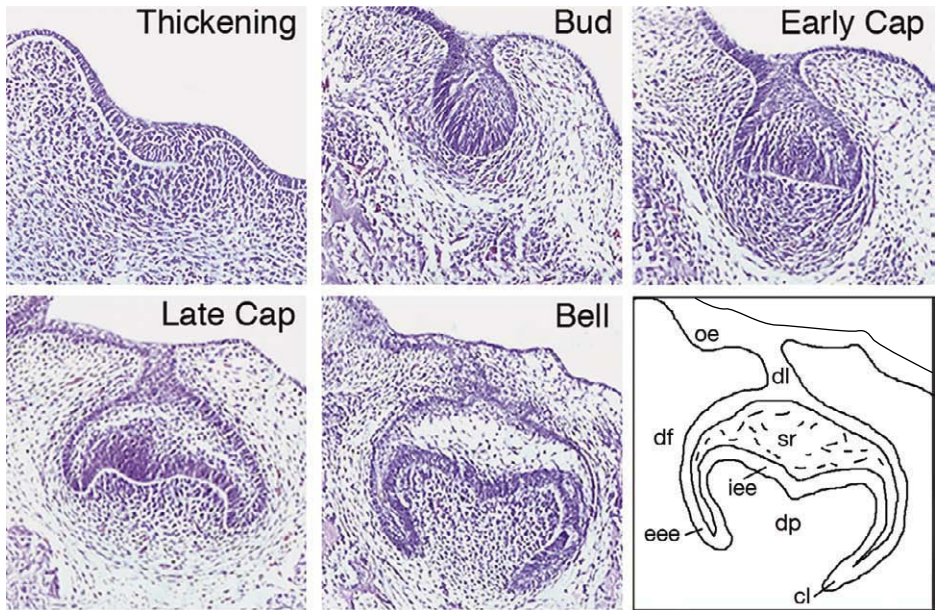 Thickening
Bud
Early Cap
Late Cap
Bell
oe
dl
df
sr
iee
eee
dp
cl